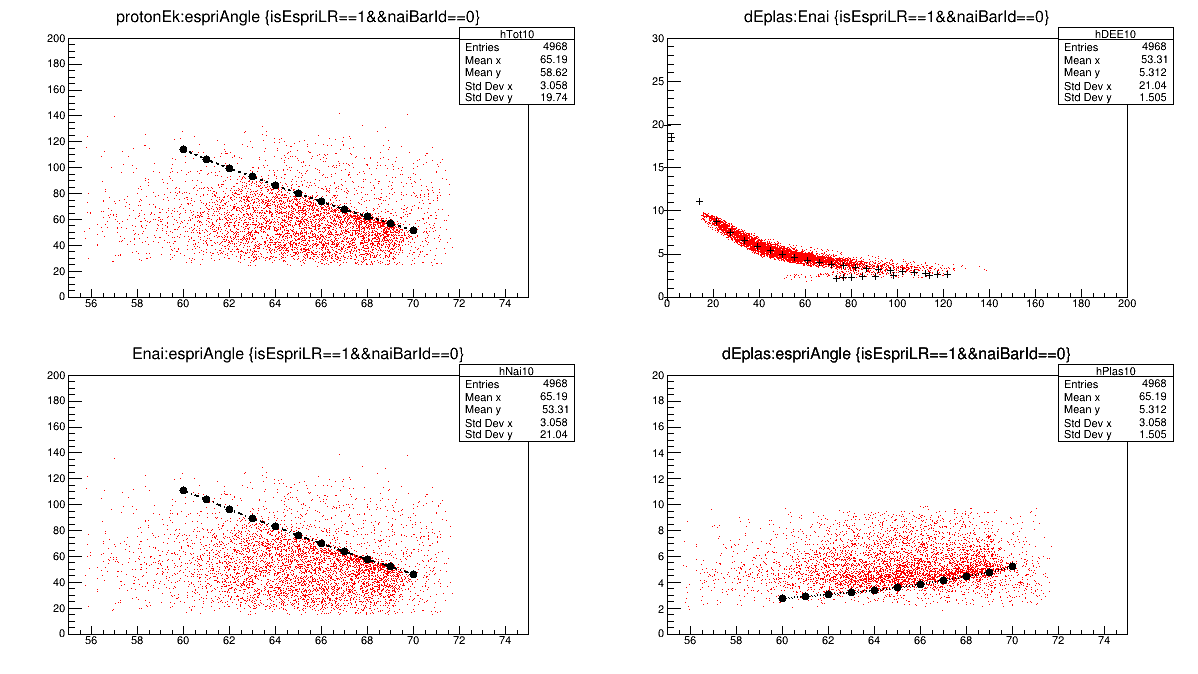 protonEk:espriAngle {isEspriLR==1&&naiBarId==0}
hTot10
Entries 4968
Mean x 65.19
Mean y 58.62
Std Dev x 3.058
Std Dev y 19.74
200
180
160
140
120
100
80
60
40
20
0
56 58 60 62 64 66 68 70 72 74
dEplas:Enai {isEspriLR==1&&naiBarId==0}
hDEE10
Entries 4968
Mean x 53.31
Mean y 5.312
Std Dev x 21.04
Std Dev y 1.505
30
25
20
15
10
5
0
0 20 40 60 80 100 120 140 160 180 200
Enai:espriAngle {isEspriLR==1&&naiBarId==0}
hNai10
Entries 4968
Mean x 65.19
Mean y 53.31
Std Dev x 3.058
Std Dev y 21.04
200
180
160
140
120
100
80
60
40
20
0
56 58 60 62 64 66 68 70 72 74
dEplas:espriAngle {isEspriLR==1&&naiBarId==0}
hPlas10
Entries 4968
Mean x 65.19
Mean y 5.312
Std Dev x 3.058
Std Dev y 1.505
20
18
16
14
12
10
8
6
4
2
0
56 58 60 62 64 66 68 70 72 74